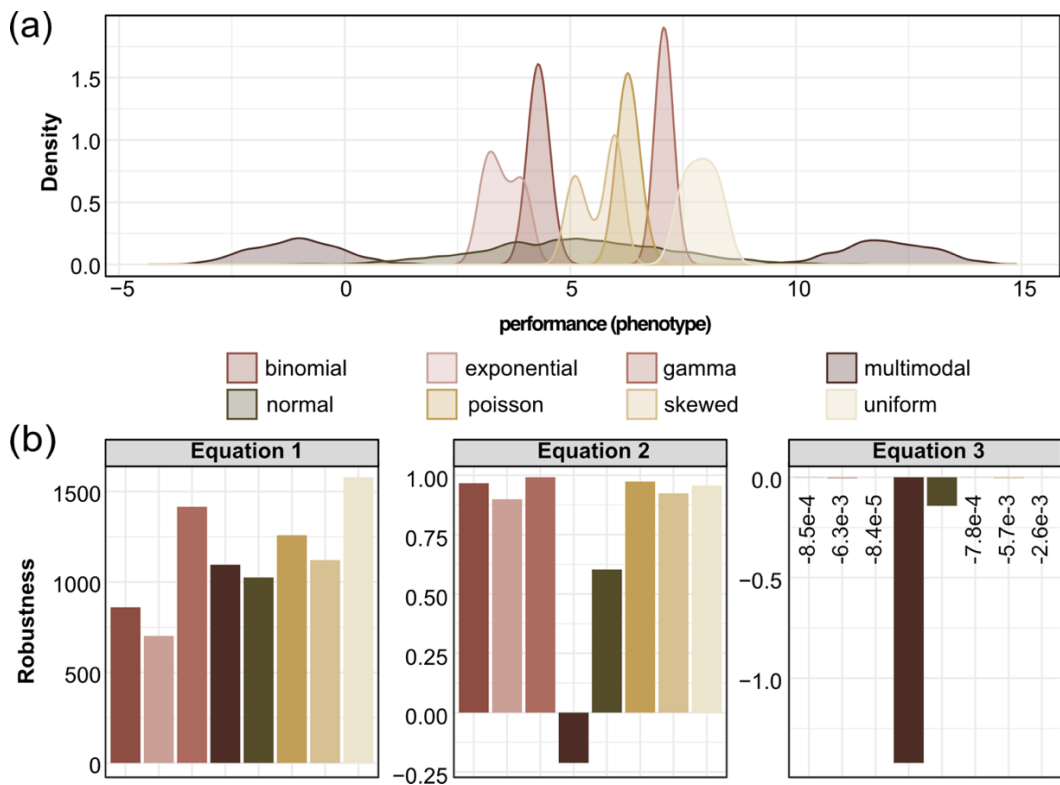 (a)
Density
1.5
1.0
0.5
0.0
−5 0 5 10 15
performance (phenotype)
binomial exponential gamma multimodal
normal poisson skewed uniform
(b)
Robustness
Equation 1
1500
1000
500
0
Equation 2
1.00
0.75
0.50
0.25
0.00
−0.25
Equation 3
0.0
−0.5
−1.0
-8.5e-4
-6.3e-3
-8.4e-5
-7.8e-4
-5.7e-3
-2.6e-3